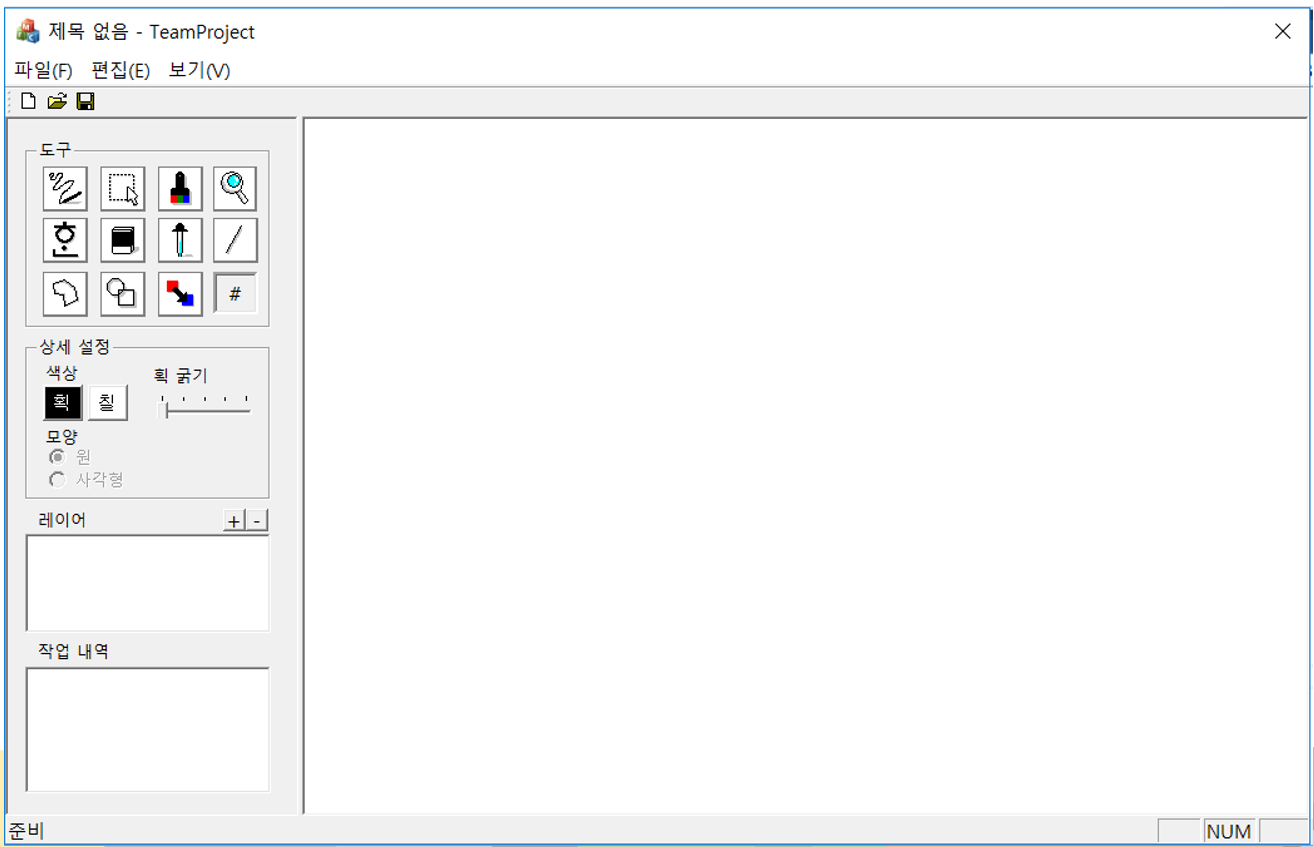 제목 없음 - TeamProject
파일(F) 편집(E) 보기(V)
도구
호
#
상세 설정
색상
획 굵기
획 칠
모양
원
사각형
레이어
+ -
작업 내역
준비
NUM